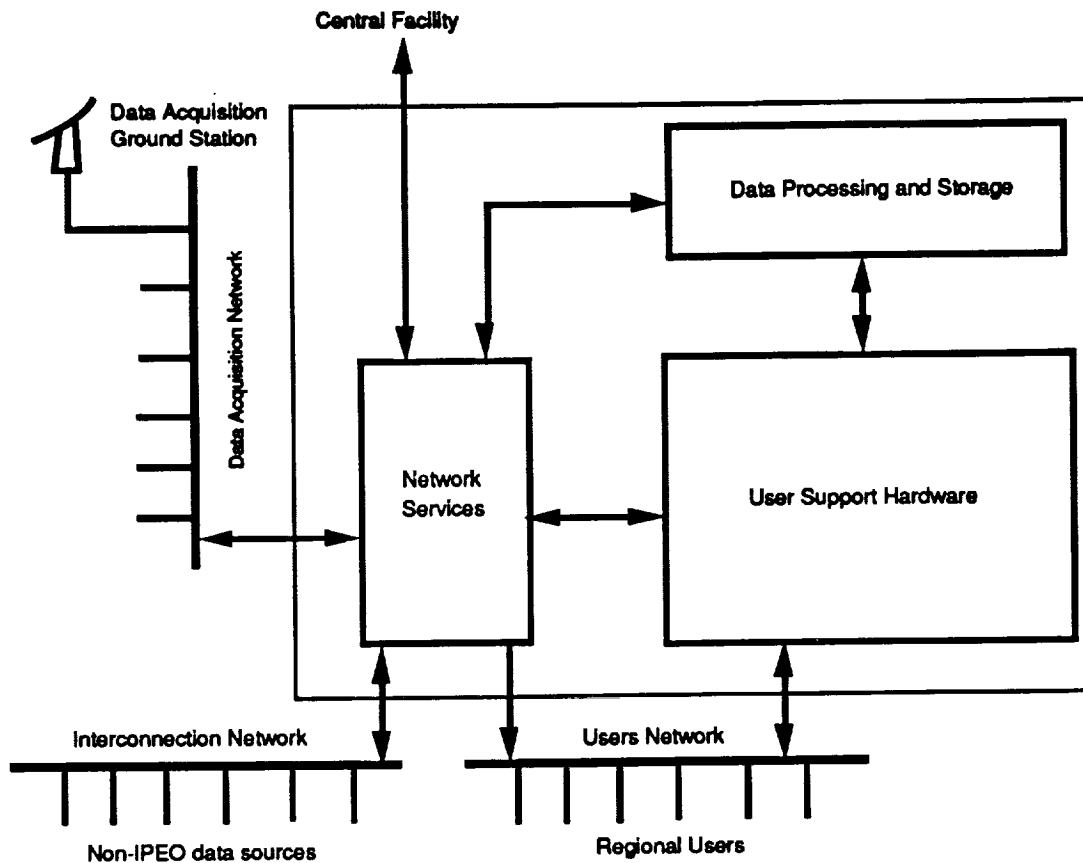 Central Facility
Data Acquisition
Ground Station
Data Processing and Storage
Data Acquisition Network
Network
Services
User Support Hardware
Interconnection Network
Users Network
Non-IPEO data sources
Regional Users